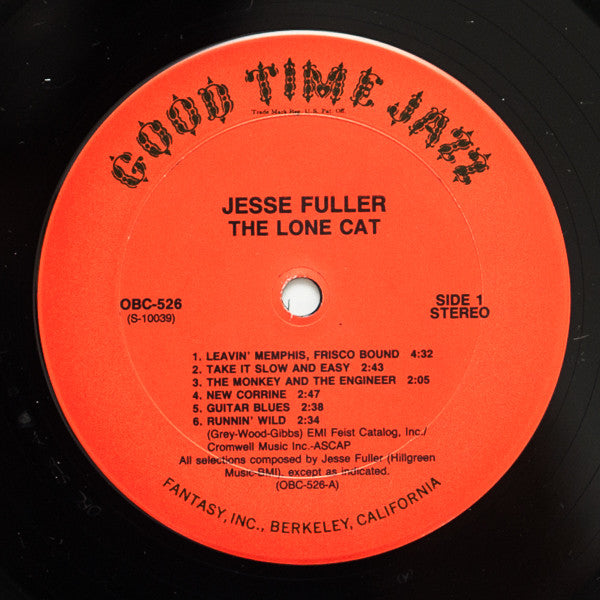 GOOD TIME JAZZ
Trade Mark Reg. U.S. Pat. Off.
JESSE FULLER
THE LONE CAT
OBC-526
(S-10039)
SIDE 1
STEREO
1. LEAVIN' MEMPHIS, FRISCO BOUND 4:32
2. TAKE IT SLOW AND EASY 2:43
3. THE MONKEY AND THE ENGINEER 2:05
4. NEW CORRINE 2:47
5. GUITAR BLUES 2:38
6. RUNNIN' WILD 2:34
(Grey-Wood-Gibbs) EMI Feist Catalog, Inc./
Cromwell Music Inc.-ASCAP
All selections composed by Jesse Fuller (Hillgreen
Music-BMI), except as indicated.
(OBC-526-A)
FANTASY, INC., BERKELEY, CALIFORNIA